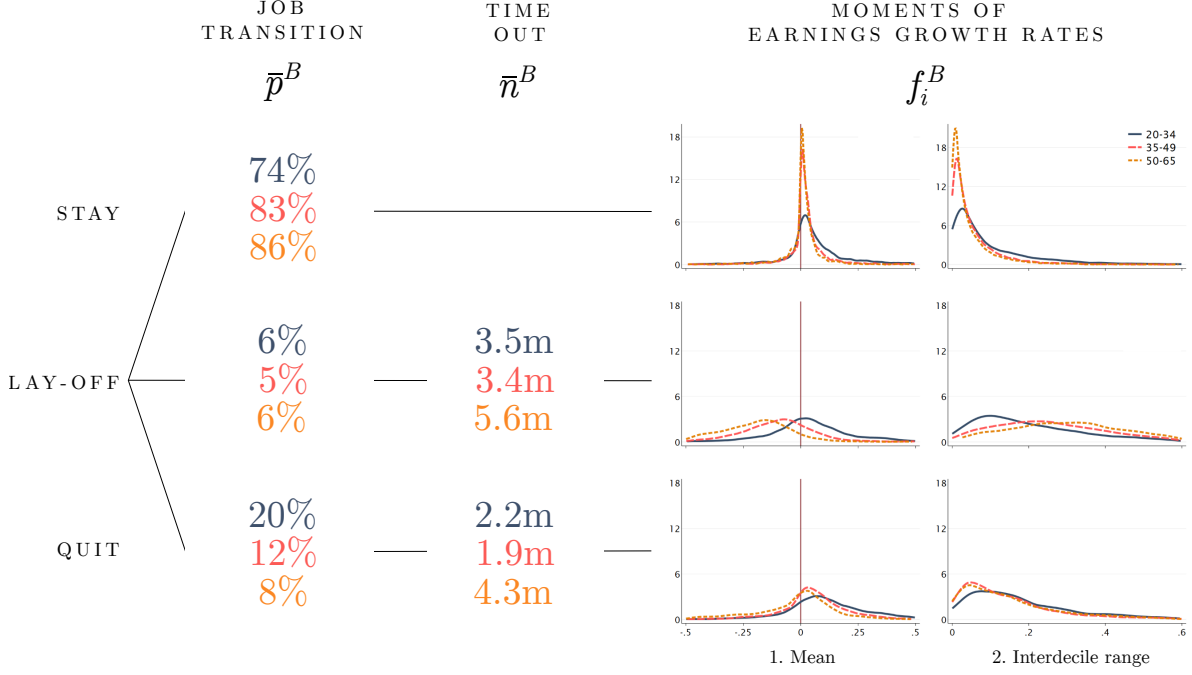 JOB
TRANSITION
TIME
OUT
MOMENTS OF
EARNINGS GROWTH RATES
p̅ᴮ
n̅ᴮ
fᵢᴮ
STAY
74%
83%
86%
18
12
6
0
18
12
6
0
20-34
35-49
50-65
LAY-OFF
6%
5%
6%
3.5m
3.4m
5.6m
18
12
6
0
18
12
6
0
QUIT
20%
12%
8%
2.2m
1.9m
4.3m
18
12
6
0
-.5 -.25 0 .25 .5
18
12
6
0
0 .2 .4 .6
1. Mean
2. Interdecile range